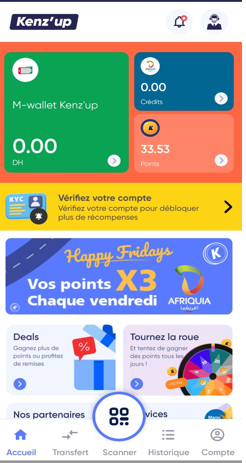 Kenz'up
M-wallet Kenz'up
0.00
DH
0.00
Crédits
K
33.53
Points
KYC
Vérifiez votre compte
Vérifiez votre compte pour débloquer
plus de récompenses
Happy Fridays
Vos points X3
Chaque vendredi
AFRIQUIA
K
Deals
Gagnez plus de
points ou profitez
de remises
%
Tournez la roue
Et tentez de gagner
des points tous les
jours !
Nos partenaires
vices
Accueil
Transfert
Scanner
Historique
Compte